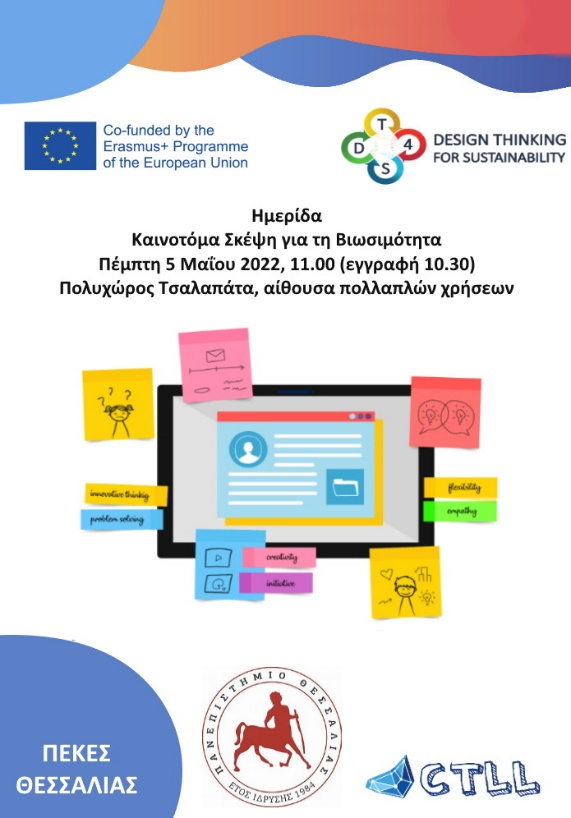 Co-funded by the
Erasmus+ Programme
of the European Union
T
D 4
S
DESIGN THINKING
FOR SUSTAINABILITY
Ημερίδα
Καινοτόμα Σκέψη για τη Βιωσιμότητα
Πέμπτη 5 Μαΐου 2022, 11.00 (εγγραφή 10.30)
Πολυχώρος Τσαλαπάτα, αίθουσα πολλαπλών χρήσεων
? ? ?
innovative thinkig
problem solving
flexibility
empathy
creativity
initiative
ΠΑΝΕΠΙΣΤΗΜΙΟ ΘΕΣΣΑΛΙΑΣ
ΕΤΟΣ ΙΔΡΥΣΗΣ 1984
ΠΕΚΕΣ
ΘΕΣΣΑΛΙΑΣ
CTLL